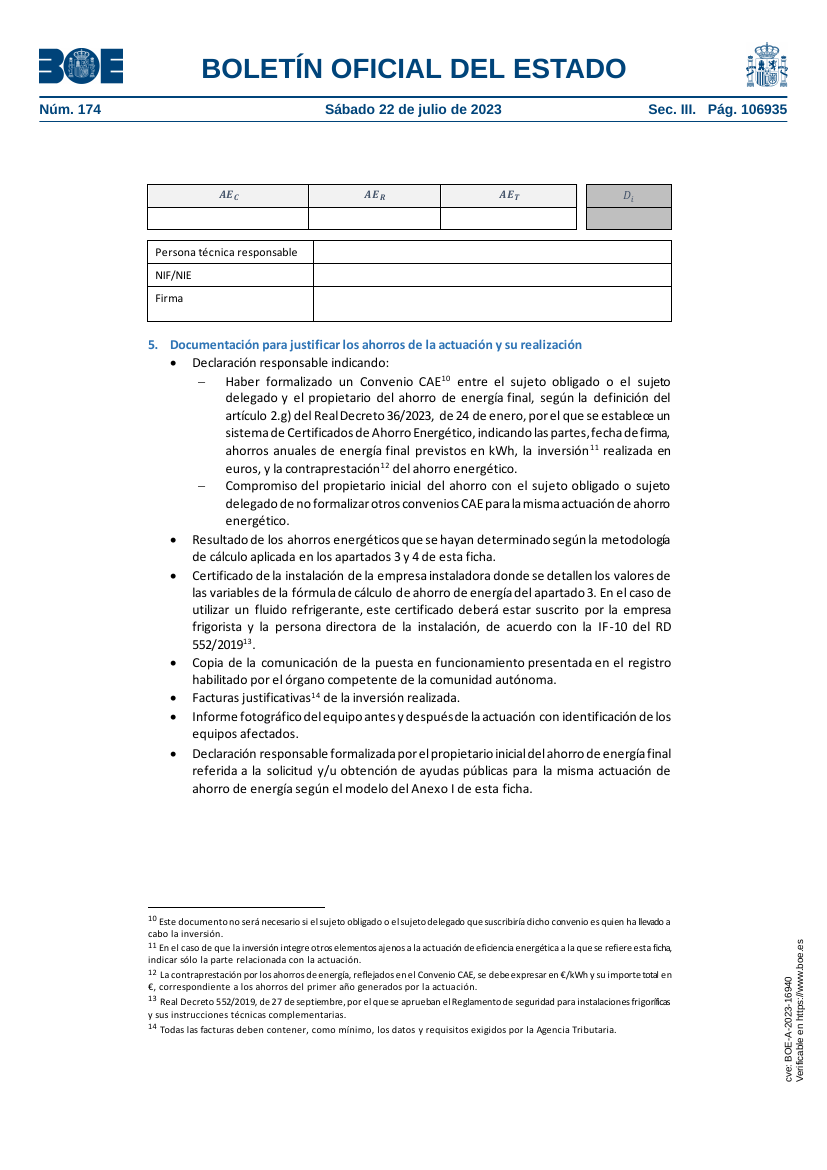 BOE
BOLETÍN OFICIAL DEL ESTADO
Núm. 174 Sábado 22 de julio de 2023 Sec. III. Pág. 106935
AE_C AE_R AE_T D_i
Persona técnica responsable
NIF/NIE
Firma
5. Documentación para justificar los ahorros de la actuación y su realización
• Declaración responsable indicando:
– Haber formalizado un Convenio CAE10 entre el sujeto obligado o el sujeto
delegado y el propietario del ahorro de energía final, según la definición del
artículo 2.g) del Real Decreto 36/2023, de 24 de enero, por el que se establece un
sistema de Certificados de Ahorro Energético, indicando las partes, fecha de firma,
ahorros anuales de energía final previstos en kWh, la inversión11 realizada en
euros, y la contraprestación12 del ahorro energético.
– Compromiso del propietario inicial del ahorro con el sujeto obligado o sujeto
delegado de no formalizar otros convenios CAE para la misma actuación de ahorro
energético.
• Resultado de los ahorros energéticos que se hayan determinado según la metodología
de cálculo aplicada en los apartados 3 y 4 de esta ficha.
• Certificado de la instalación de la empresa instaladora donde se detallen los valores de
las variables de la fórmula de cálculo de ahorro de energía del apartado 3. En el caso de
utilizar un fluido refrigerante, este certificado deberá estar suscrito por la empresa
frigorista y la persona directora de la instalación, de acuerdo con la IF-10 del RD
552/201913.
• Copia de la comunicación de la puesta en funcionamiento presentada en el registro
habilitado por el órgano competente de la comunidad autónoma.
• Facturas justificativas14 de la inversión realizada.
• Informe fotográfico del equipo antes y después de la actuación con identificación de los
equipos afectados.
• Declaración responsable formalizada por el propietario inicial del ahorro de energía final
referida a la solicitud y/u obtención de ayudas públicas para la misma actuación de
ahorro de energía según el modelo del Anexo I de esta ficha.
10 Este documento no será necesario si el sujeto obligado o el sujeto delegado que suscribiría dicho convenio es quien ha llevado a
cabo la inversión.
11 En el caso de que la inversión integre otros elementos ajenos a la actuación de eficiencia energética a la que se refiere esta ficha,
indicar sólo la parte relacionada con la actuación.
12 La contraprestación por los ahorros de energía, reflejados en el Convenio CAE, se debe expresar en €/kWh y su importe total en
€, correspondiente a los ahorros del primer año generados por la actuación.
13 Real Decreto 552/2019, de 27 de septiembre, por el que se aprueban el Reglamento de seguridad para instalaciones frigoríficas
y sus instrucciones técnicas complementarias.
14 Todas las facturas deben contener, como mínimo, los datos y requisitos exigidos por la Agencia Tributaria.
cve: BOE-A-2023-16940
Verificable en https://www.boe.es